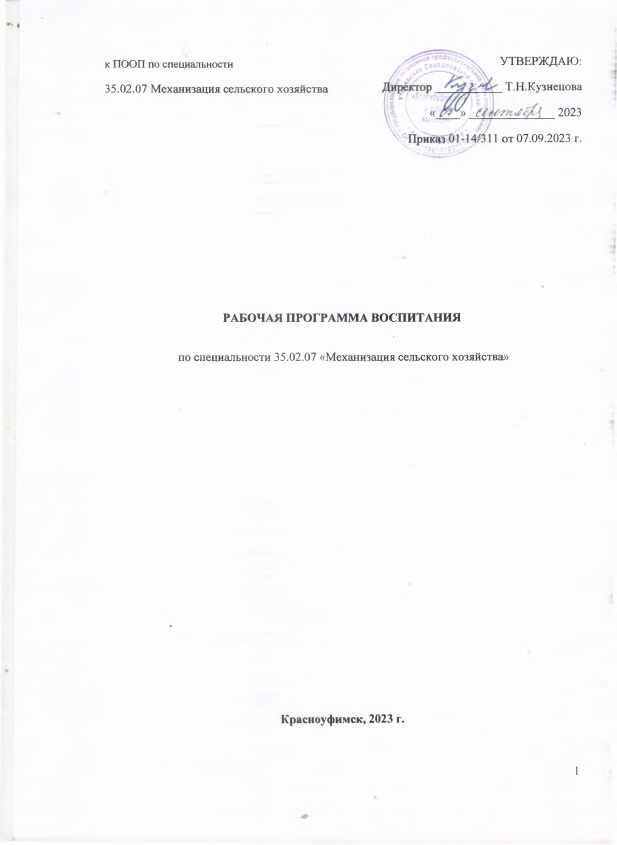 к ПООП по специальности
35.02.07 Механизация сельского хозяйства
УТВЕРЖДАЮ:
Директор Т.Н.Кузнецова
« » сентября 2023
Приказ 01-14/311 от 07.09.2023 г.
РАБОЧАЯ ПРОГРАММА ВОСПИТАНИЯ
по специальности 35.02.07 «Механизация сельского хозяйства»
Красноуфимск, 2023 г.
1